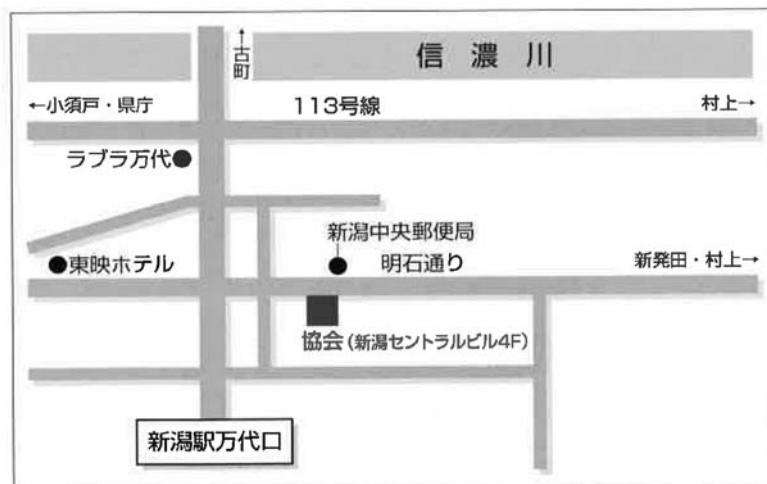 ↑古町
信濃川
←小須戸・県庁
113号線
村上→
ラブラ万代●
新潟中央郵便局
●東映ホテル
明石通り
新発田・村上→
協会(新潟セントラルビル4F)
新潟駅万代口